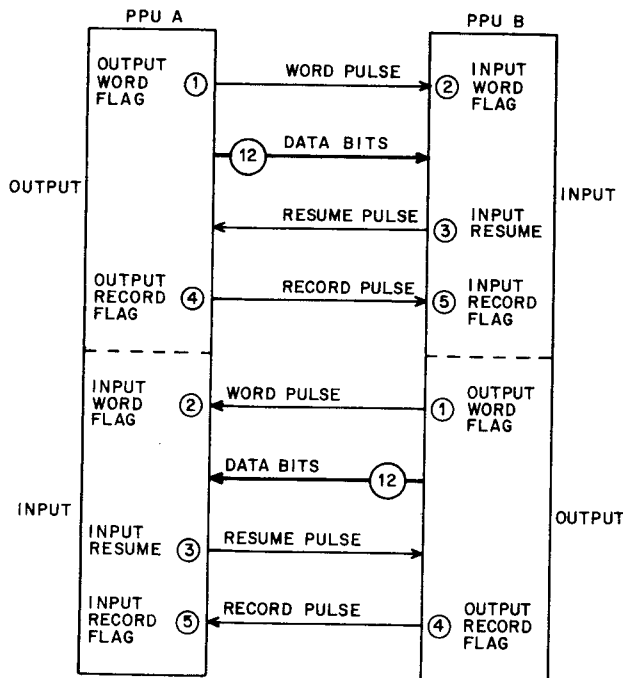 PPU A
PPU B
OUTPUT
WORD
FLAG
1
WORD PULSE
2
INPUT
WORD
FLAG
12
DATA BITS
OUTPUT
INPUT
RESUME PULSE
3
INPUT
RESUME
OUTPUT
RECORD
FLAG
4
RECORD PULSE
5
INPUT
RECORD
FLAG
INPUT
WORD
FLAG
2
WORD PULSE
1
OUTPUT
WORD
FLAG
DATA BITS
12
INPUT
OUTPUT
INPUT
RESUME
3
RESUME PULSE
INPUT
RECORD
FLAG
5
RECORD PULSE
4
OUTPUT
RECORD
FLAG